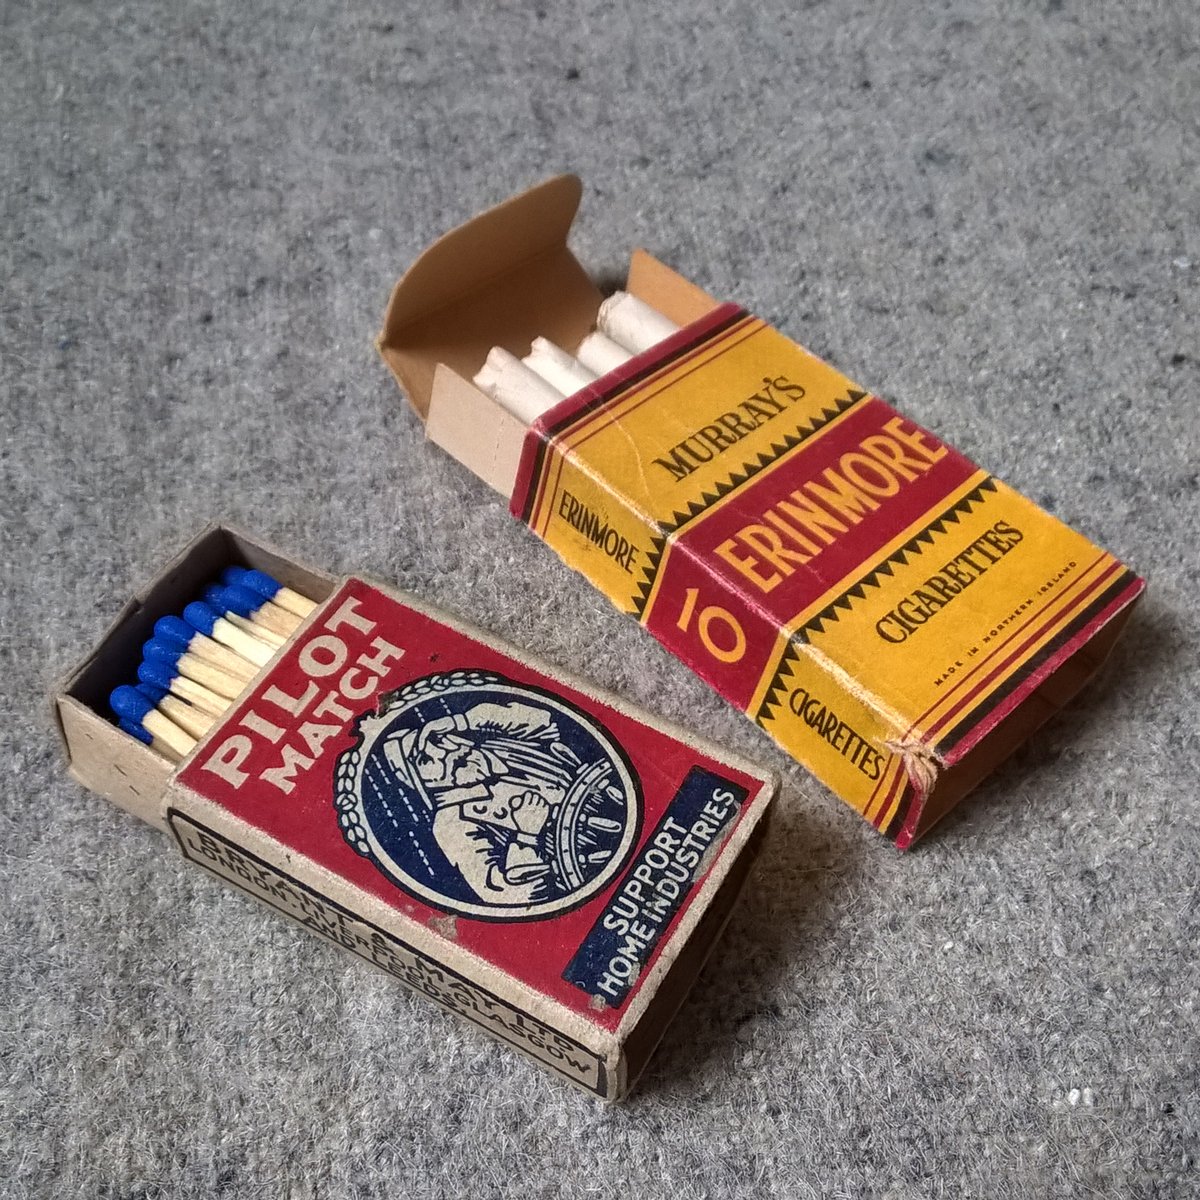 MURRAY'S
ERINMORE
CIGARETTES
MADE IN NORTHERN IRELAND
ERINMORE
10
CIGARETTES
PILOT
MATCH
SUPPORT
HOME INDUSTRIES
BRYANT & MAY LTD
LONDON LIVERPOOL GLASGOW
AND LEEDS